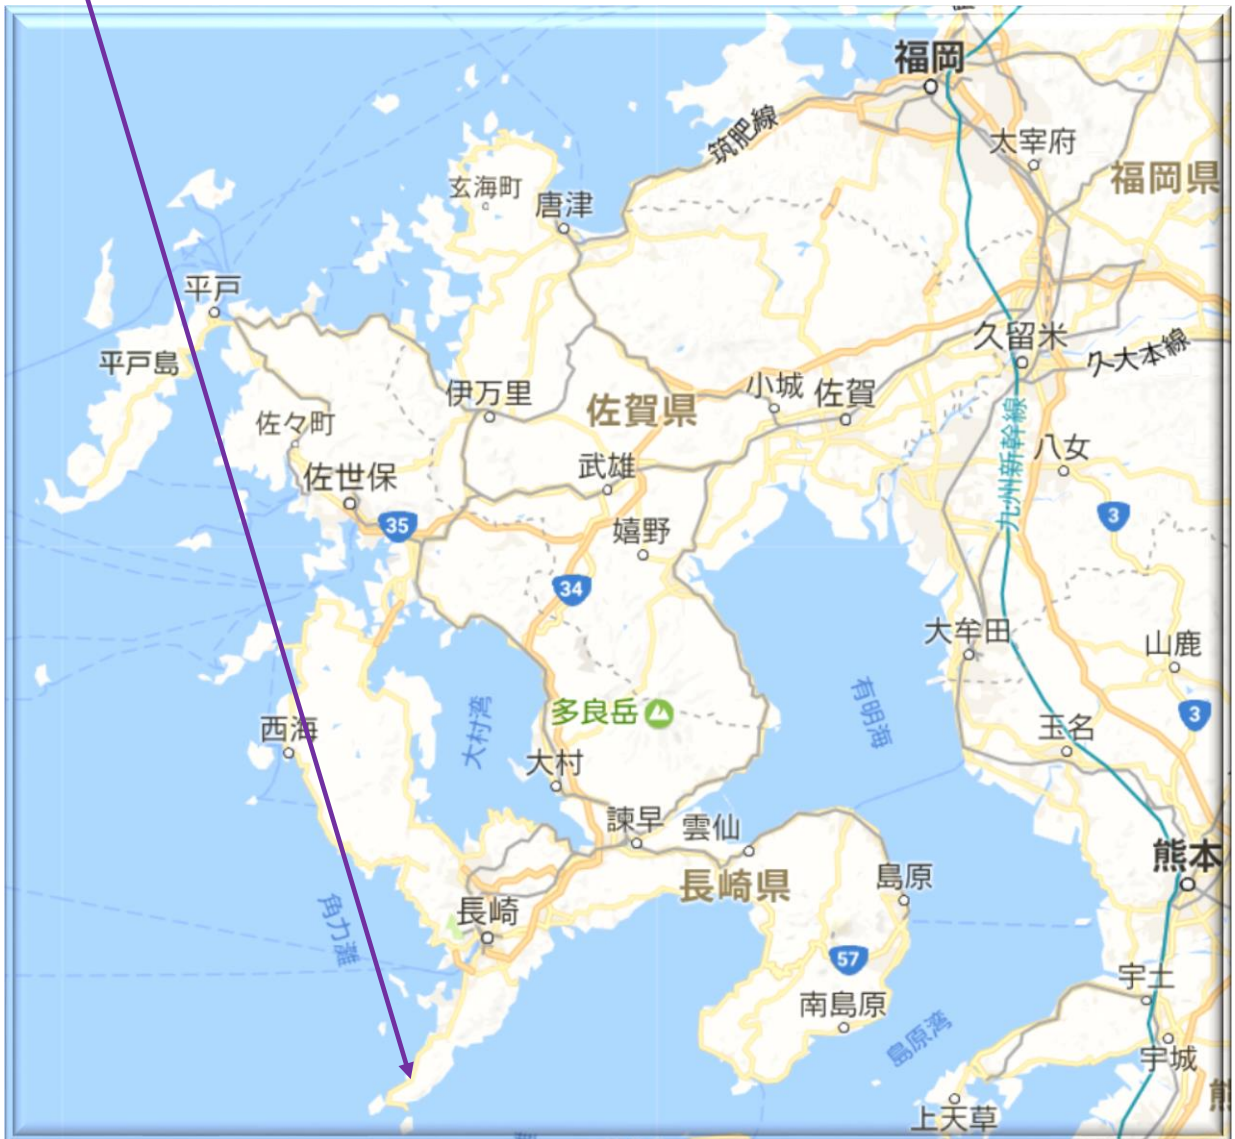 福岡
筑肥線
太宰府
福岡県
玄海町
唐津
平戸
久留米
久大本線
平戸島
伊万里
小城
佐賀
佐賀県
佐々町
九州新幹線
八女
武雄
佐世保
35
3
嬉野
34
大牟田
山鹿
多良岳
有明海
3
西海
大村湾
玉名
大村
諫早
雲仙
熊本
長崎県
島原
長崎
角力灘
57
宇土
南島原
島原湾
宇城
上天草